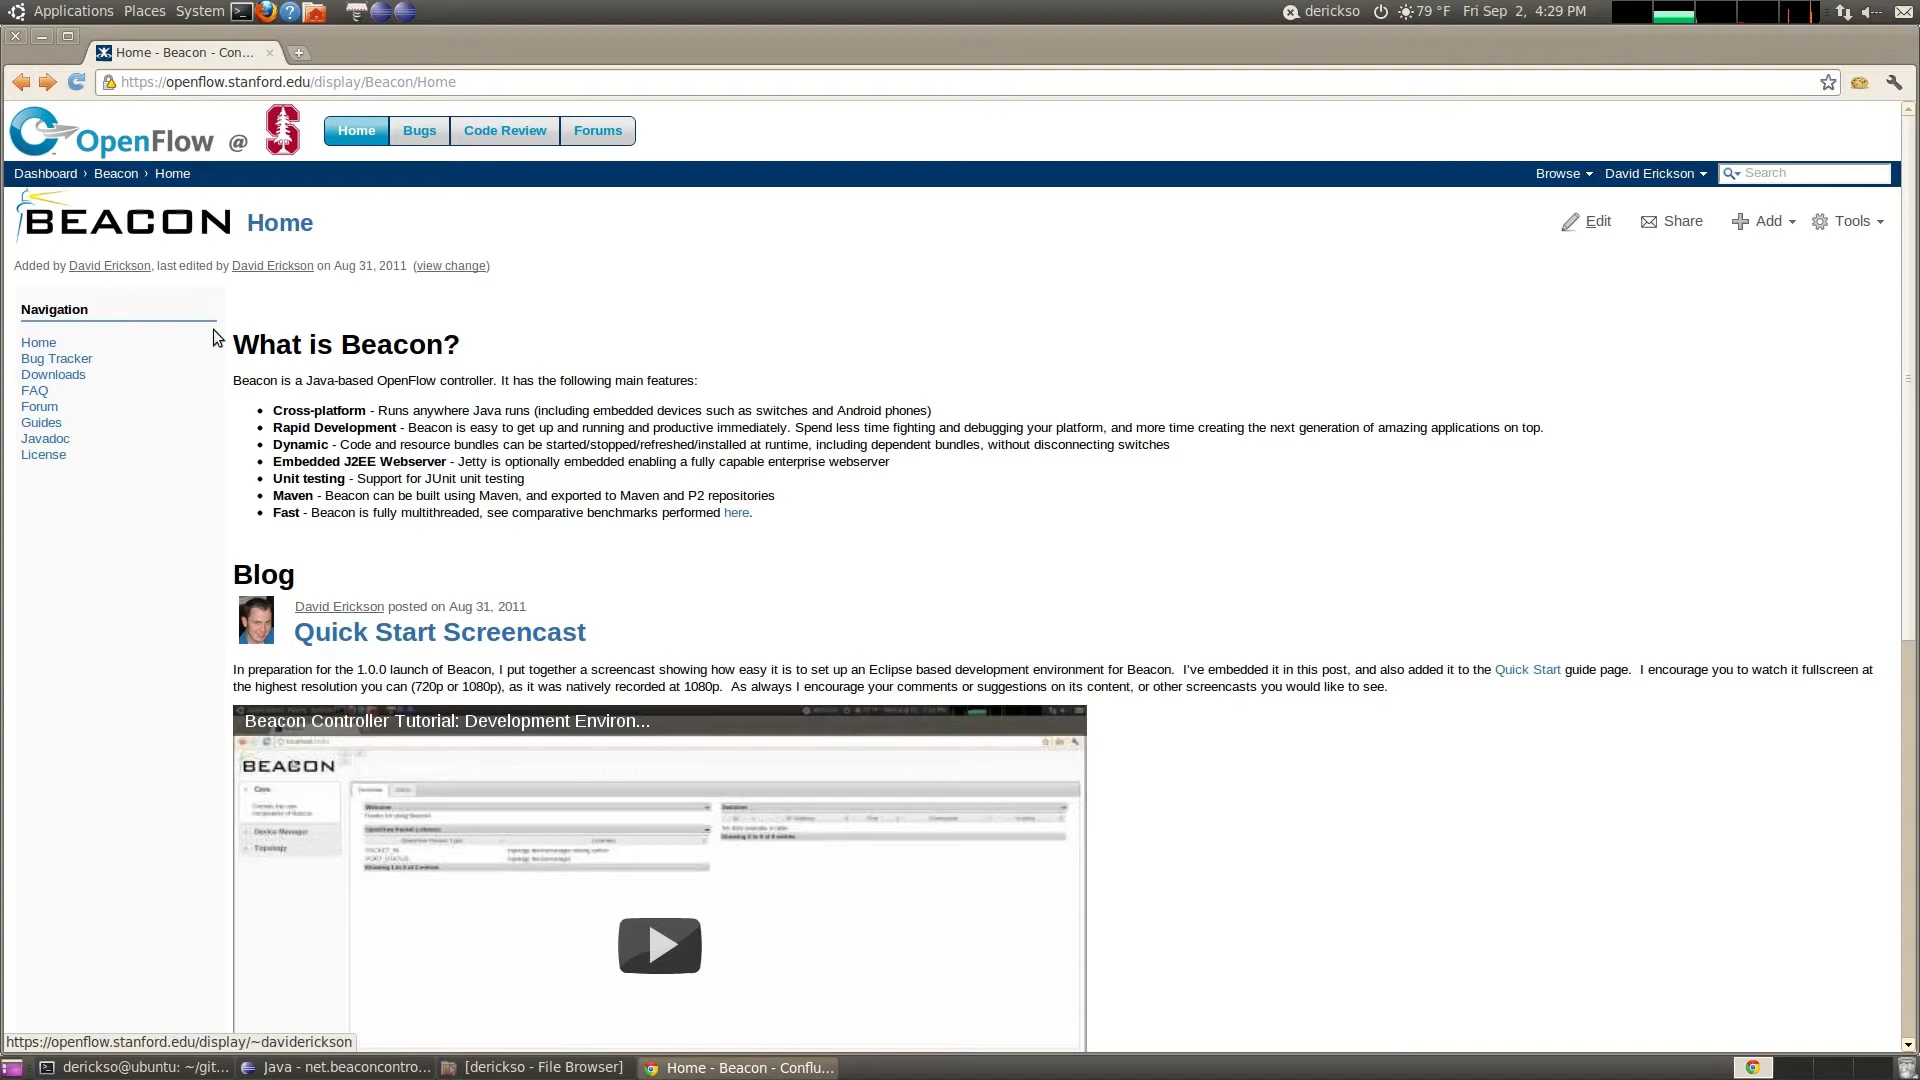 Applications Places System
derickso 79 °F Fri Sep 2, 4:29 PM
Home - Beacon - Con...
https://openflow.stanford.edu/display/Beacon/Home
OpenFlow @ S
Home Bugs Code Review Forums
Dashboard › Beacon › Home Browse David Erickson Search
BEACON Home Edit Share Add Tools
Added by David Erickson, last edited by David Erickson on Aug 31, 2011 (view change)
Navigation
Home
Bug Tracker
Downloads
FAQ
Forum
Guides
Javadoc
License
What is Beacon?
Beacon is a Java-based OpenFlow controller. It has the following main features:
• Cross-platform - Runs anywhere Java runs (including embedded devices such as switches and Android phones)
• Rapid Development - Beacon is easy to get up and running and productive immediately. Spend less time fighting and debugging your platform, and more time creating the next generation of amazing applications on top.
• Dynamic - Code and resource bundles can be started/stopped/refreshed/installed at runtime, including dependent bundles, without disconnecting switches
• Embedded J2EE Webserver - Jetty is optionally embedded enabling a fully capable enterprise webserver
• Unit testing - Support for JUnit unit testing
• Maven - Beacon can be built using Maven, and exported to Maven and P2 repositories
• Fast - Beacon is fully multithreaded, see comparative benchmarks performed here.
Blog
David Erickson posted on Aug 31, 2011
Quick Start Screencast
In preparation for the 1.0.0 launch of Beacon, I put together a screencast showing how easy it is to set up an Eclipse based development environment for Beacon. I've embedded it in this post, and also added it to the Quick Start guide page. I encourage you to watch it fullscreen at
the highest resolution you can (720p or 1080p), as it was natively recorded at 1080p. As always I encourage your comments or suggestions on its content, or other screencasts you would like to see.
Beacon Controller Tutorial: Development Environ...
BEACON
Core
Device Manager
Topology
Welcome
https://openflow.stanford.edu/display/~daviderickson
derickso@ubuntu: ~/git... Java - net.beaconcontro... [derickso - File Browser] Home - Beacon - Conflu...